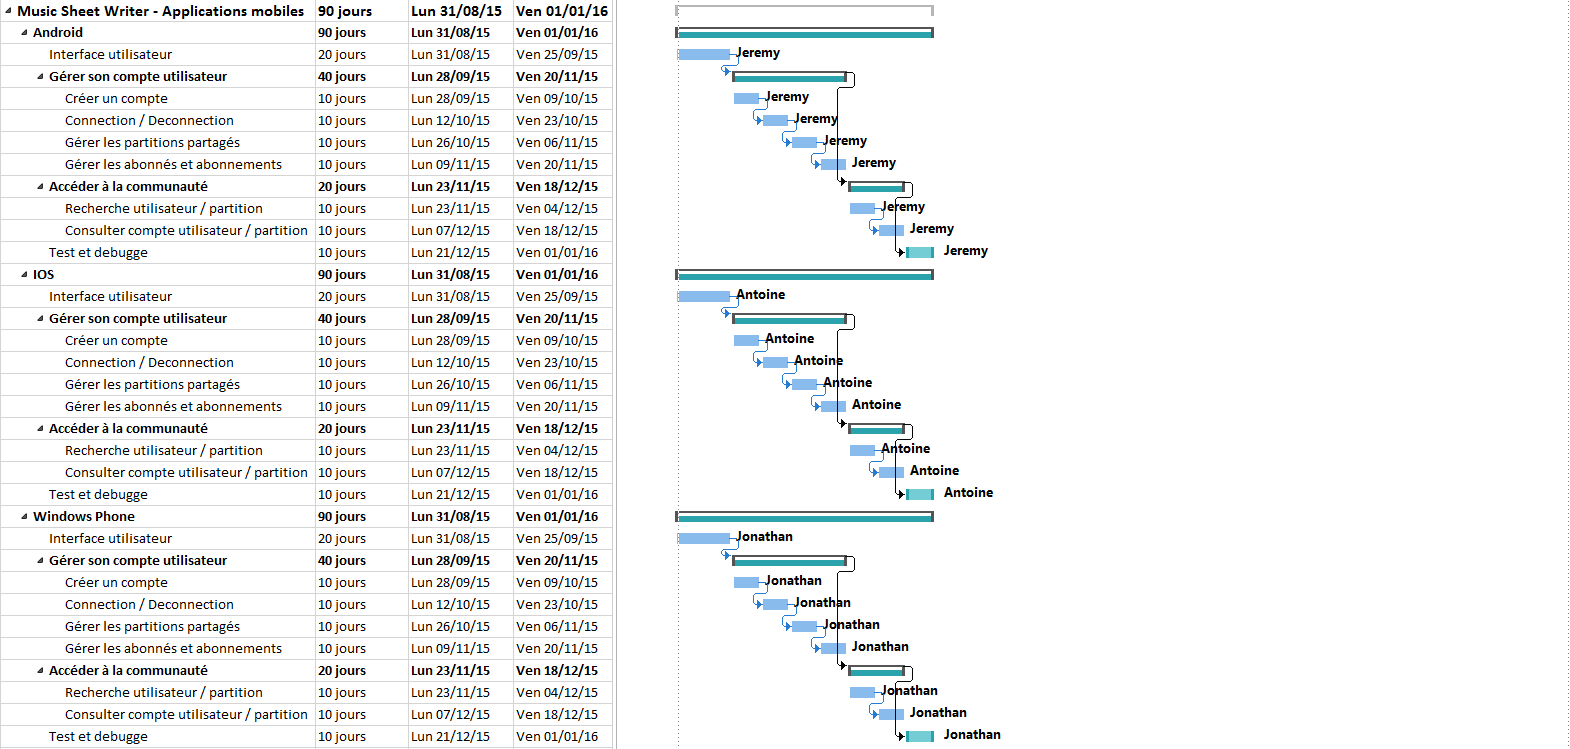 Music Sheet Writer - Applications mobiles 90 jours Lun 31/08/15 Ven 01/01/16
Android 90 jours Lun 31/08/15 Ven 01/01/16
Interface utilisateur 20 jours Lun 31/08/15 Ven 25/09/15 Jeremy
Gérer son compte utilisateur 40 jours Lun 28/09/15 Ven 20/11/15
Créer un compte 10 jours Lun 28/09/15 Ven 09/10/15 Jeremy
Connection / Deconnection 10 jours Lun 12/10/15 Ven 23/10/15 Jeremy
Gérer les partitions partagés 10 jours Lun 26/10/15 Ven 06/11/15 Jeremy
Gérer les abonnés et abonnements 10 jours Lun 09/11/15 Ven 20/11/15 Jeremy
Accéder à la communauté 20 jours Lun 23/11/15 Ven 18/12/15
Recherche utilisateur / partition 10 jours Lun 23/11/15 Ven 04/12/15 Jeremy
Consulter compte utilisateur / partition 10 jours Lun 07/12/15 Ven 18/12/15 Jeremy
Test et debugge 10 jours Lun 21/12/15 Ven 01/01/16 Jeremy
IOS 90 jours Lun 31/08/15 Ven 01/01/16
Interface utilisateur 20 jours Lun 31/08/15 Ven 25/09/15 Antoine
Gérer son compte utilisateur 40 jours Lun 28/09/15 Ven 20/11/15
Créer un compte 10 jours Lun 28/09/15 Ven 09/10/15 Antoine
Connection / Deconnection 10 jours Lun 12/10/15 Ven 23/10/15 Antoine
Gérer les partitions partagés 10 jours Lun 26/10/15 Ven 06/11/15 Antoine
Gérer les abonnés et abonnements 10 jours Lun 09/11/15 Ven 20/11/15 Antoine
Accéder à la communauté 20 jours Lun 23/11/15 Ven 18/12/15
Recherche utilisateur / partition 10 jours Lun 23/11/15 Ven 04/12/15 Antoine
Consulter compte utilisateur / partition 10 jours Lun 07/12/15 Ven 18/12/15 Antoine
Test et debugge 10 jours Lun 21/12/15 Ven 01/01/16 Antoine
Windows Phone 90 jours Lun 31/08/15 Ven 01/01/16
Interface utilisateur 20 jours Lun 31/08/15 Ven 25/09/15 Jonathan
Gérer son compte utilisateur 40 jours Lun 28/09/15 Ven 20/11/15
Créer un compte 10 jours Lun 28/09/15 Ven 09/10/15 Jonathan
Connection / Deconnection 10 jours Lun 12/10/15 Ven 23/10/15 Jonathan
Gérer les partitions partagés 10 jours Lun 26/10/15 Ven 06/11/15 Jonathan
Gérer les abonnés et abonnements 10 jours Lun 09/11/15 Ven 20/11/15 Jonathan
Accéder à la communauté 20 jours Lun 23/11/15 Ven 18/12/15
Recherche utilisateur / partition 10 jours Lun 23/11/15 Ven 04/12/15 Jonathan
Consulter compte utilisateur / partition 10 jours Lun 07/12/15 Ven 18/12/15 Jonathan
Test et debugge 10 jours Lun 21/12/15 Ven 01/01/16 Jonathan